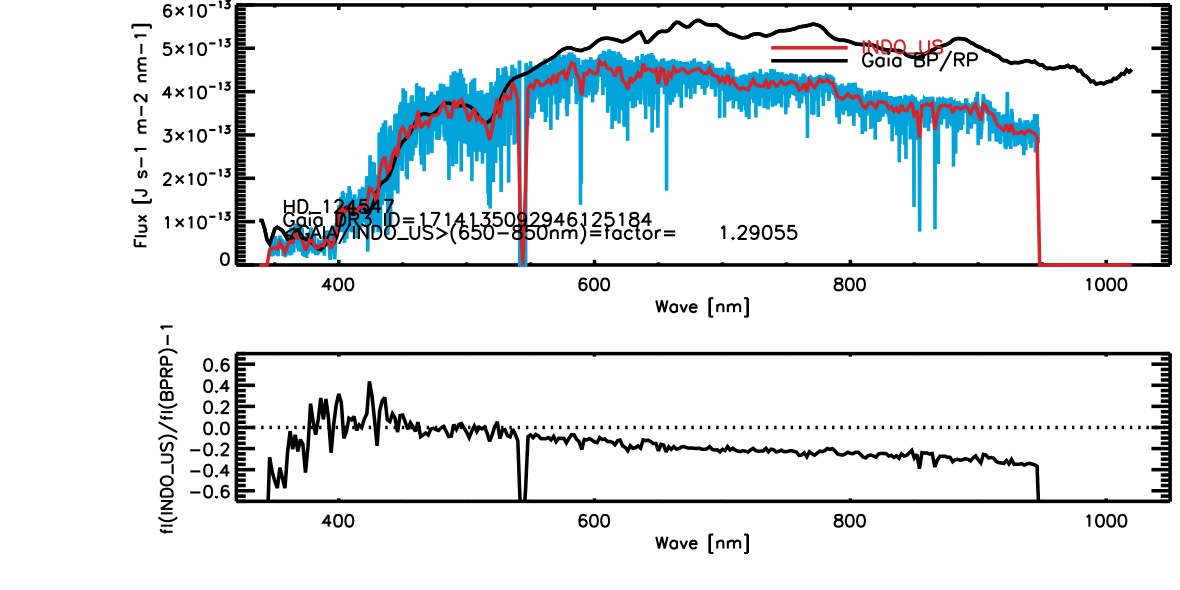 6×10−13
5×10−13
4×10−13
3×10−13
2×10−13
1×10−13
0
Flux [J s−1 m−2 nm−1]
INDO_US
Gaia BP/RP
HD_124547
Gaia DR3_ID=1714135092946125184
<GAIA/INDO_US>(650−850nm)=factor= 1.29055
400 600 800 1000
Wave [nm]
fl(INDO_US)/fl(BPRP)−1
0.6
0.4
0.2
0.0
−0.2
−0.4
−0.6
400 600 800 1000
Wave [nm]